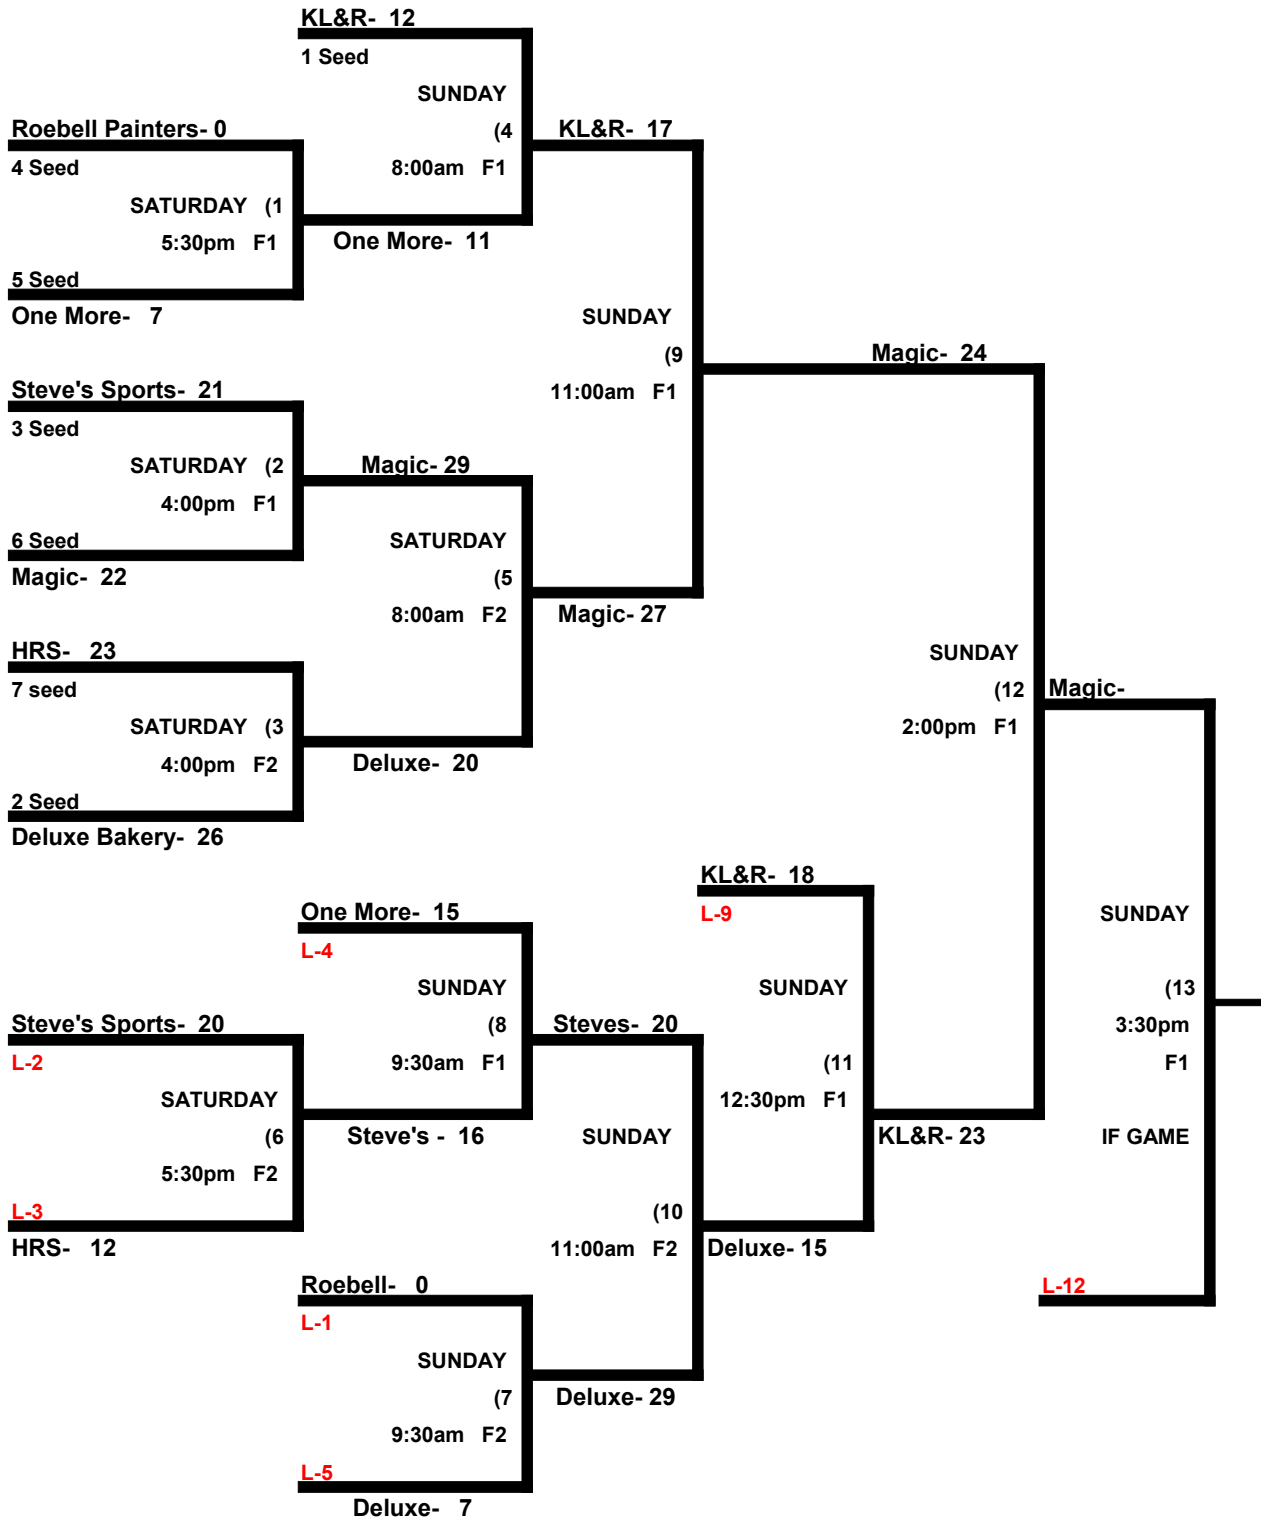 KL&R- 12
1 Seed
SUNDAY
(4
8:00am F1
Roebell Painters- 0
4 Seed
SATURDAY (1
5:30pm F1
5 Seed
One More- 7
KL&R- 17
One More- 11
SUNDAY
(9
11:00am F1
Steve's Sports- 21
3 Seed
SATURDAY (2
4:00pm F1
6 Seed
Magic- 22
Magic- 29
SATURDAY
(5
8:00am F2
Magic- 27
Magic- 24
HRS- 23
7 seed
SATURDAY (3
4:00pm F2
2 Seed
Deluxe Bakery- 26
Deluxe- 20
SUNDAY
(12
2:00pm F1
Magic-
KL&R- 18
L-9
SUNDAY
(11
12:30pm F1
KL&R- 23
SUNDAY
(13
3:30pm
F1
IF GAME
L-12
One More- 15
L-4
SUNDAY
(8
9:30am F1
Steve's Sports- 20
L-2
SATURDAY
(6
5:30pm F2
L-3
HRS- 12
Steves- 20
Steve's - 16
SUNDAY
(10
11:00am F2
Deluxe- 15
Roebell- 0
L-1
SUNDAY
(7
9:30am F2
L-5
Deluxe- 7
Deluxe- 29